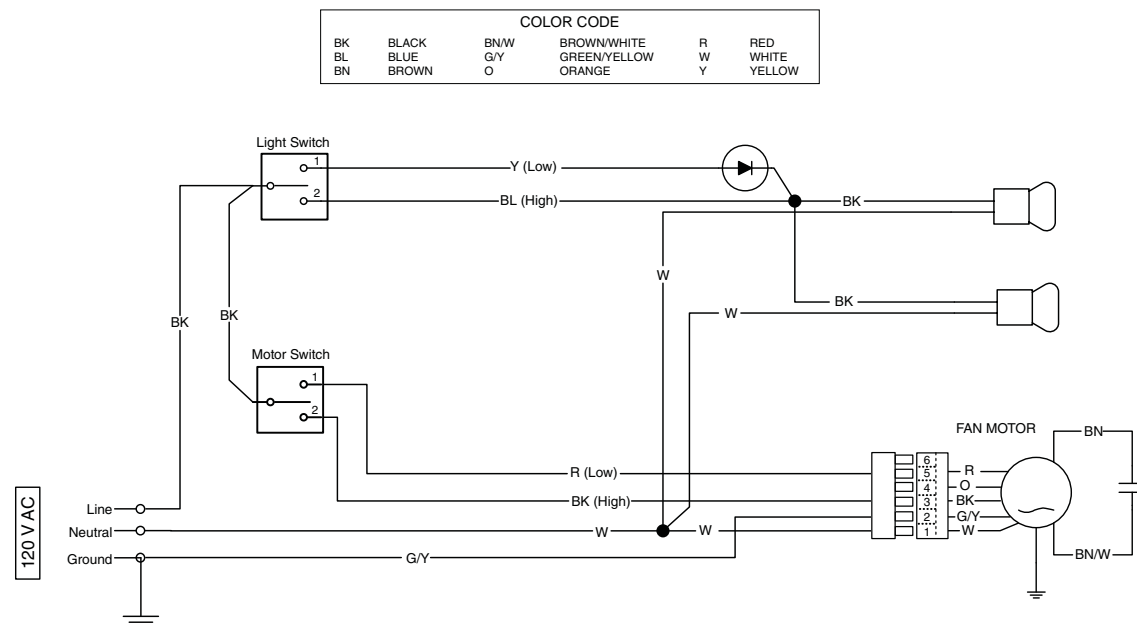 COLOR CODE
BK BLACK BN/W BROWN/WHITE R RED
BL BLUE G/Y GREEN/YELLOW W WHITE
BN BROWN O ORANGE Y YELLOW
Light Switch
1
Y (Low)
2
BL (High)
BK
W
BK
W
BK
BK
Motor Switch
1
2
FAN MOTOR
BN
R (Low)
BK (High)
6
5
4
3
2
1
R
O
BK
G/Y
W
BN/W
120 V AC
Line
Neutral
W
W
Ground
G/Y